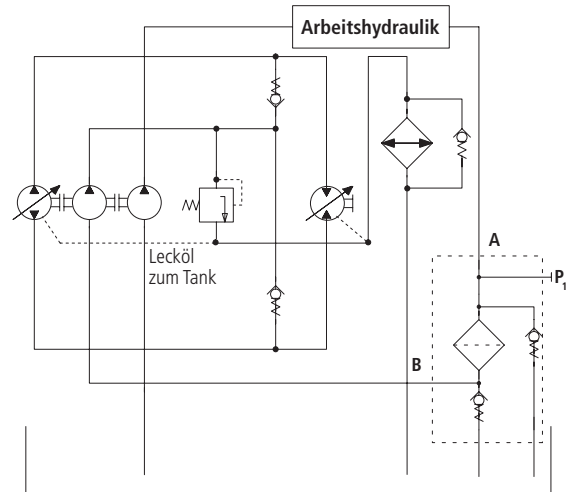 Arbeitshydraulik
Lecköl
zum Tank
A
P₁
B